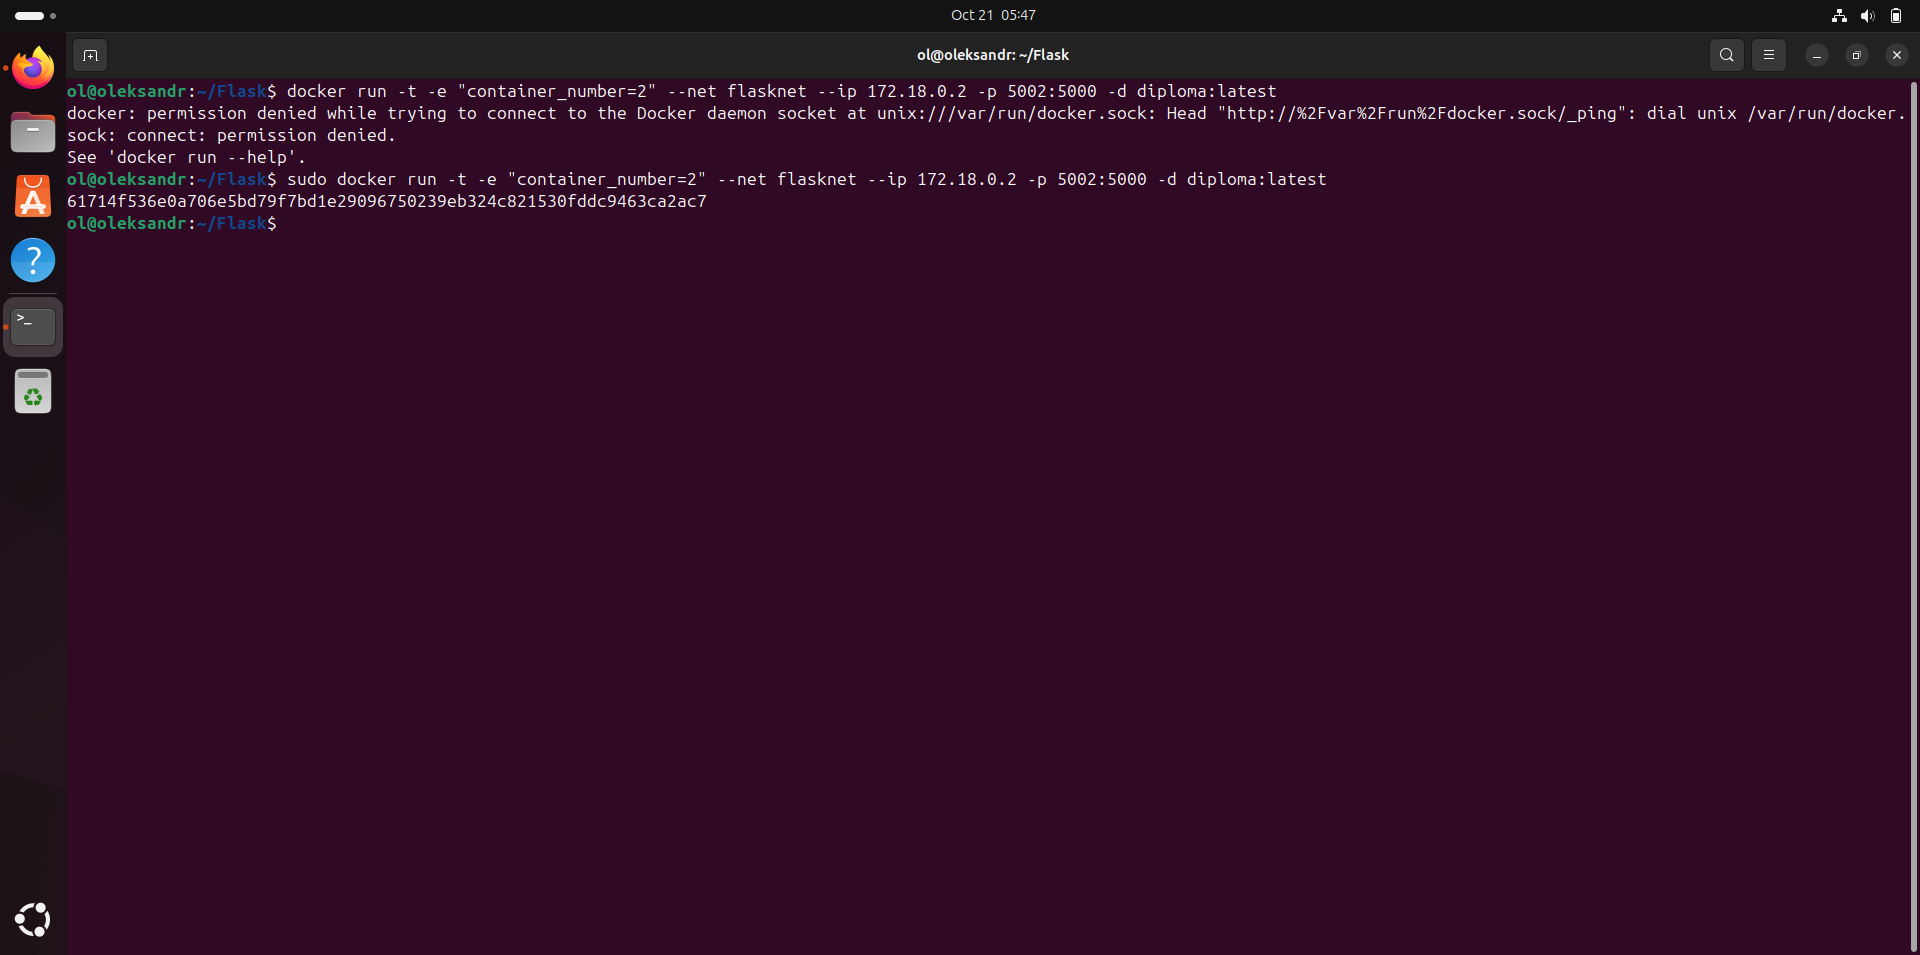 Oct 21 05:47
ol@oleksandr: ~/Flask
ol@oleksandr:~/Flask$ docker run -t -e "container_number=2" --net flasknet --ip 172.18.0.2 -p 5002:5000 -d diploma:latest
docker: permission denied while trying to connect to the Docker daemon socket at unix:///var/run/docker.sock: Head "http://%2Fvar%2Frun%2Fdocker.sock/_ping": dial unix /var/run/docker.
sock: connect: permission denied.
See 'docker run --help'.
ol@oleksandr:~/Flask$ sudo docker run -t -e "container_number=2" --net flasknet --ip 172.18.0.2 -p 5002:5000 -d diploma:latest
61714f536e0a706e5bd79f7bd1e29096750239eb324c821530fddc9463ca2ac7
ol@oleksandr:~/Flask$